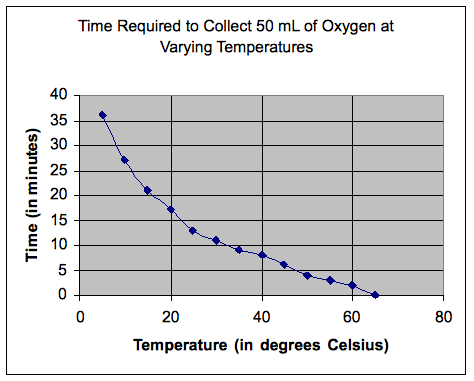 Time Required to Collect 50 mL of Oxygen at
Varying Temperatures
Time (in minutes)
40
35
30
25
20
15
10
5
0
0 20 40 60 80
Temperature (in degrees Celsius)